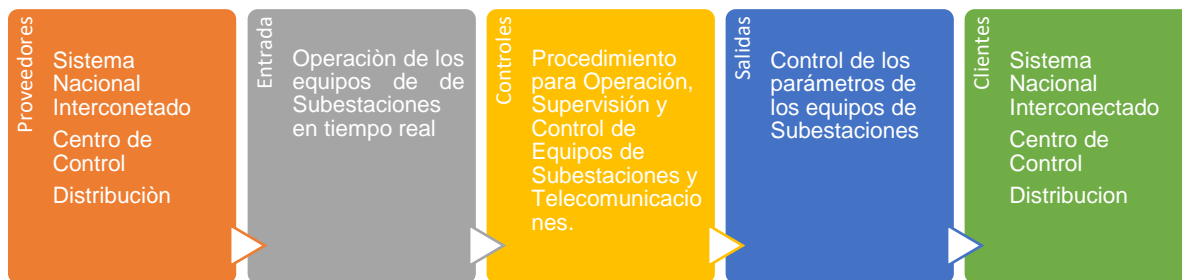 Proveedores
Sistema
Nacional
Interconetado
Centro de
Control
Distribuciòn
Entrada
Operaciòn de los
equipos de de
Subestaciones
en tiempo real
Controles
Procedimiento
para Operación,
Supervisión y
Control de
Equipos de
Subestaciones y
Telecomunicacio
nes.
Salidas
Control de los
parámetros de
los equipos de
Subestaciones
Clientes
Sistema
Nacional
Interconectado
Centro de
Control
Distribucion